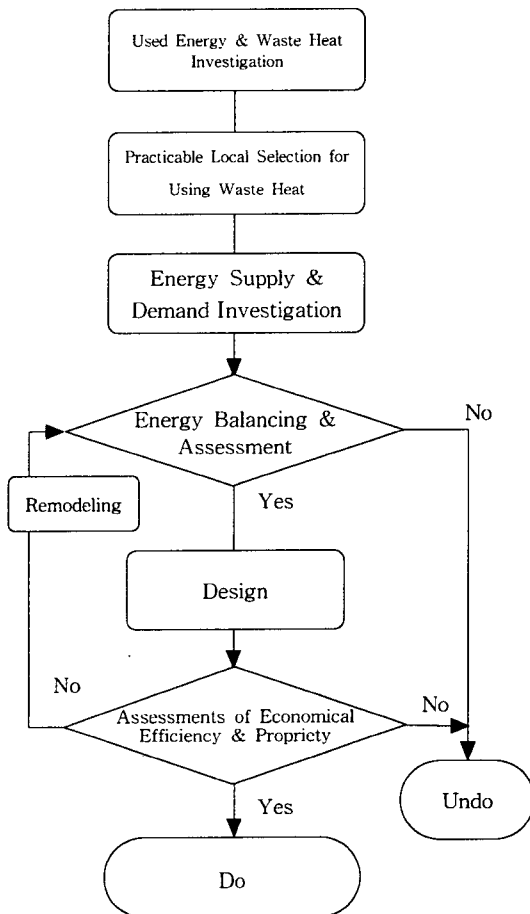 Used Energy & Waste Heat
Investigation
Practicable Local Selection for
Using Waste Heat
Energy Supply &
Demand Investigation
Energy Balancing &
Assessment
No
Remodeling
Yes
Design
No
Assessments of Economical
Efficiency & Propricty
No
Yes
Undo
Do